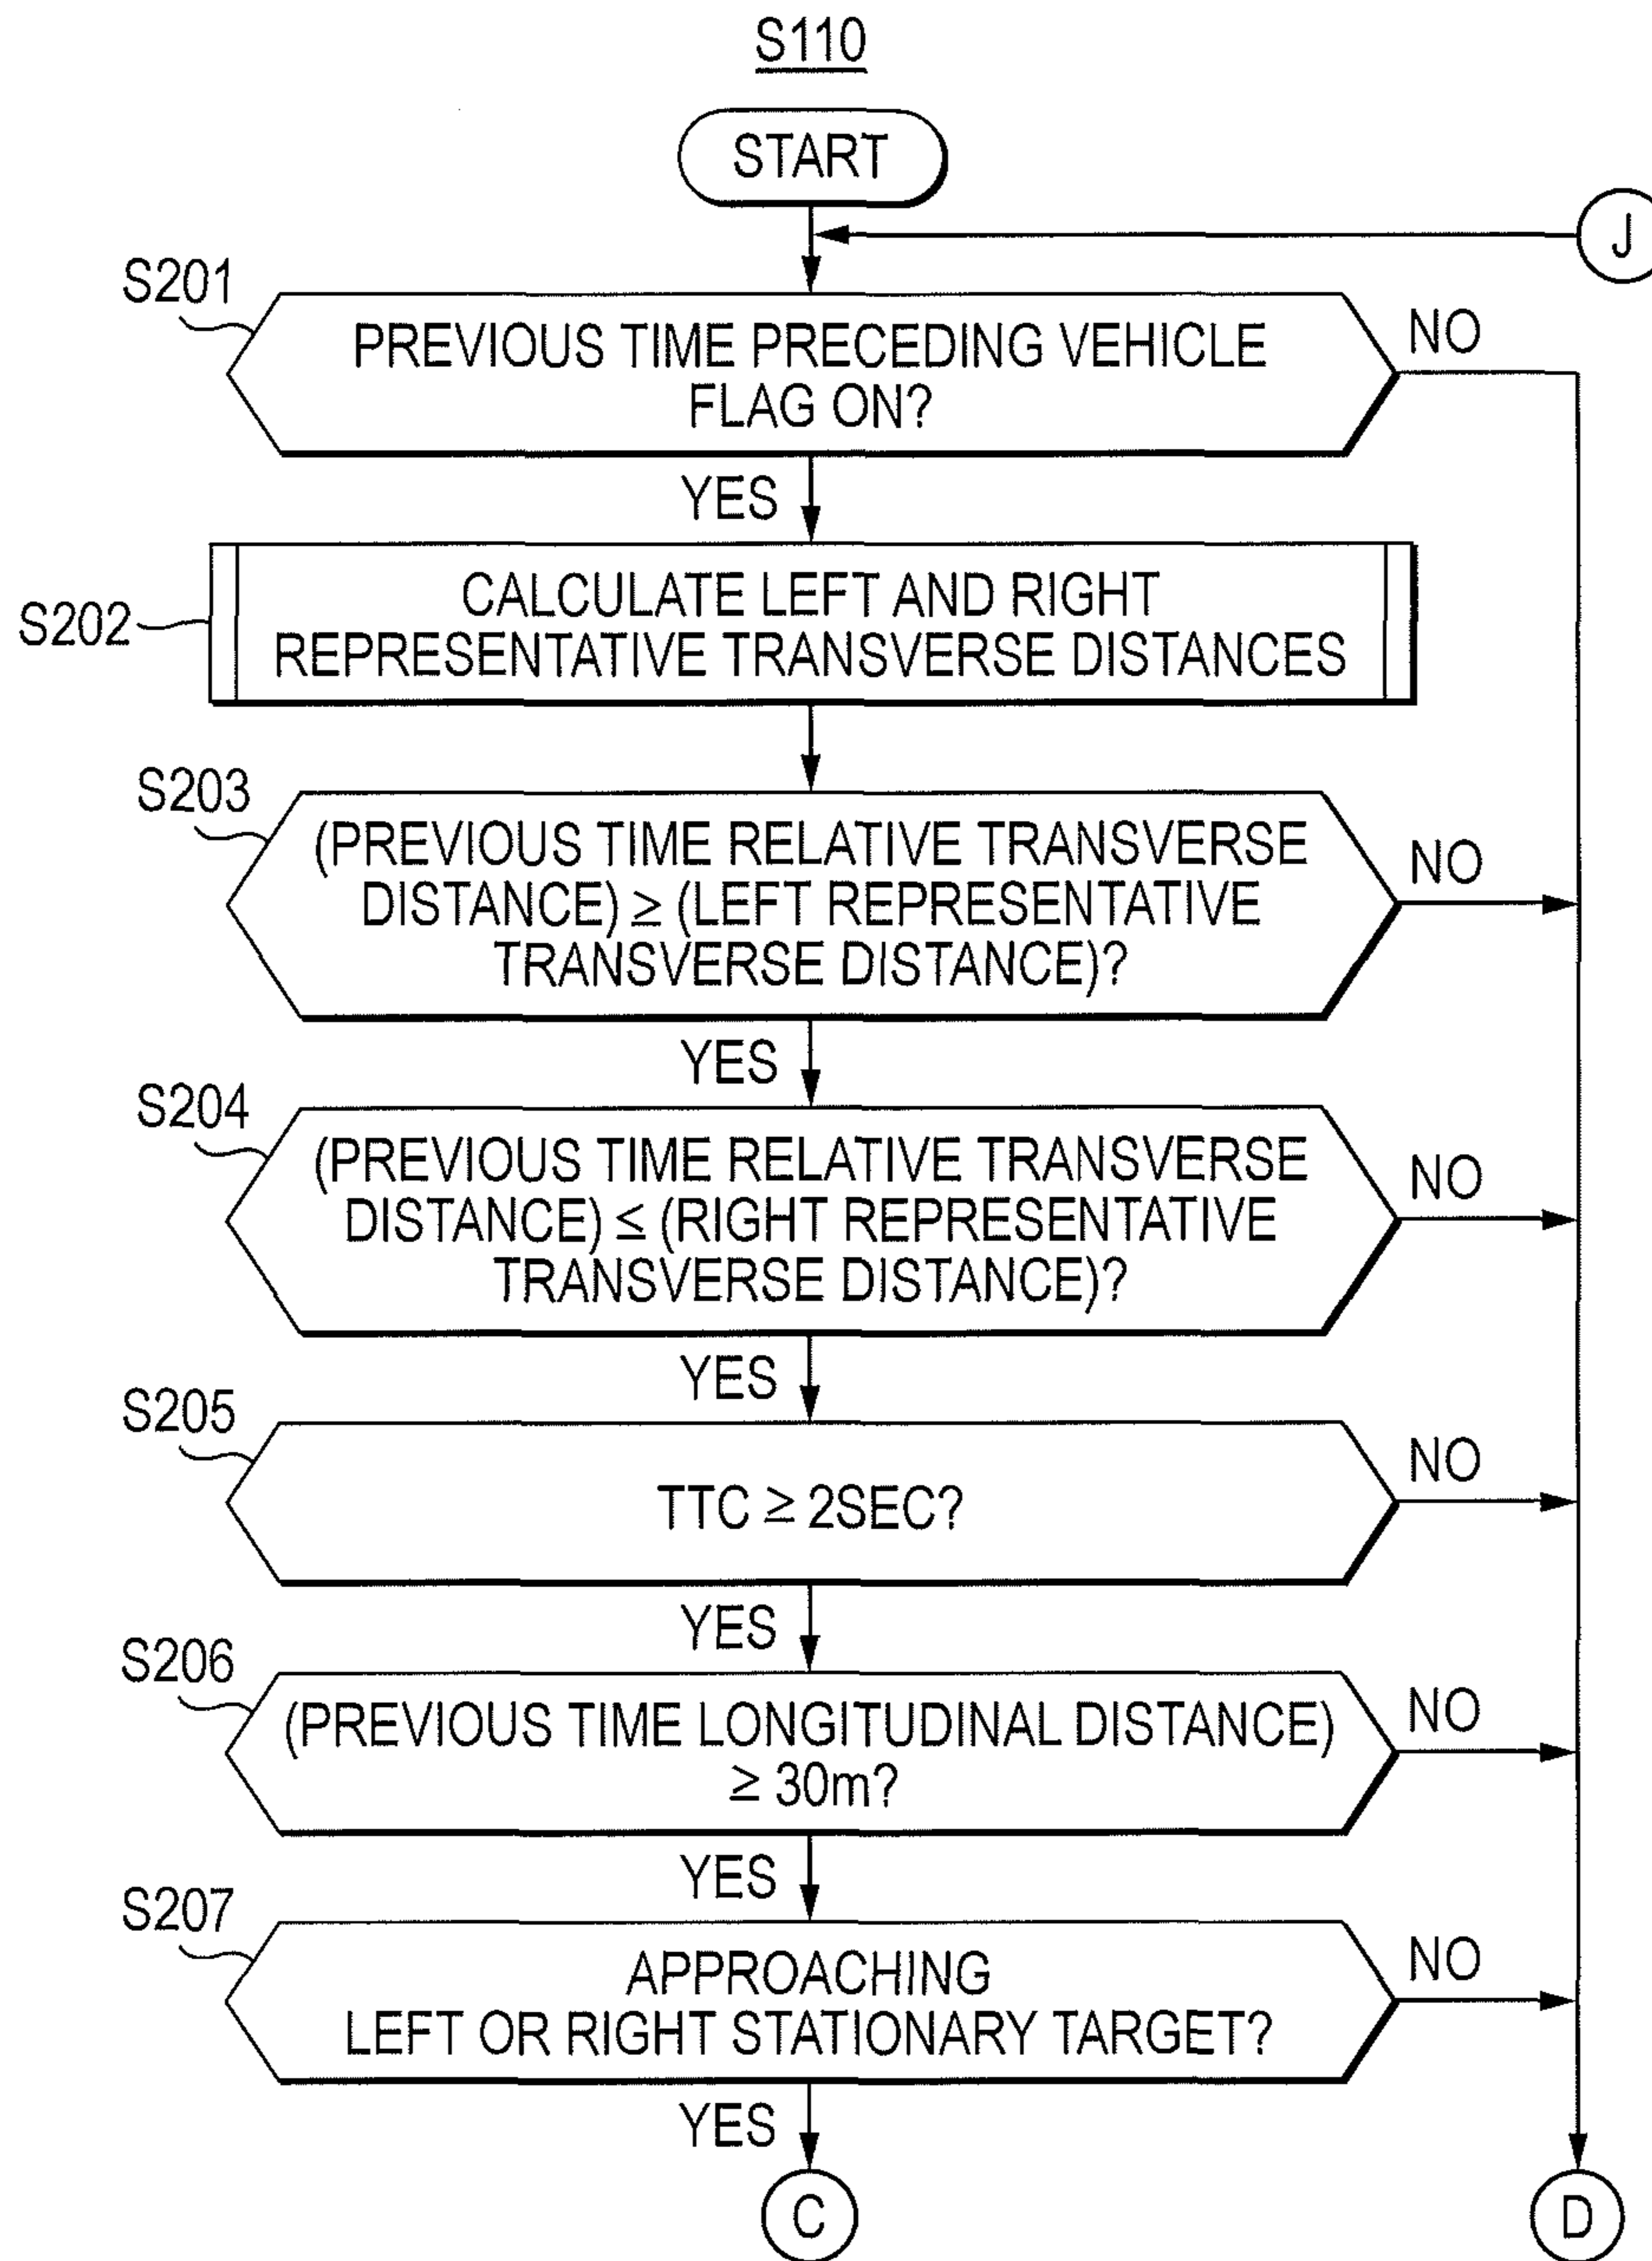 S110
START
J
S201
PREVIOUS TIME PRECEDING VEHICLE
FLAG ON?
NO
YES
S202
CALCULATE LEFT AND RIGHT
REPRESENTATIVE TRANSVERSE DISTANCES
S203
(PREVIOUS TIME RELATIVE TRANSVERSE
DISTANCE) ≥ (LEFT REPRESENTATIVE
TRANSVERSE DISTANCE)?
NO
YES
S204
(PREVIOUS TIME RELATIVE TRANSVERSE
DISTANCE) ≤ (RIGHT REPRESENTATIVE
TRANSVERSE DISTANCE)?
NO
YES
S205
TTC ≥ 2SEC?
NO
YES
S206
(PREVIOUS TIME LONGITUDINAL DISTANCE)
≥ 30m?
NO
YES
S207
APPROACHING
LEFT OR RIGHT STATIONARY TARGET?
NO
YES
C
D